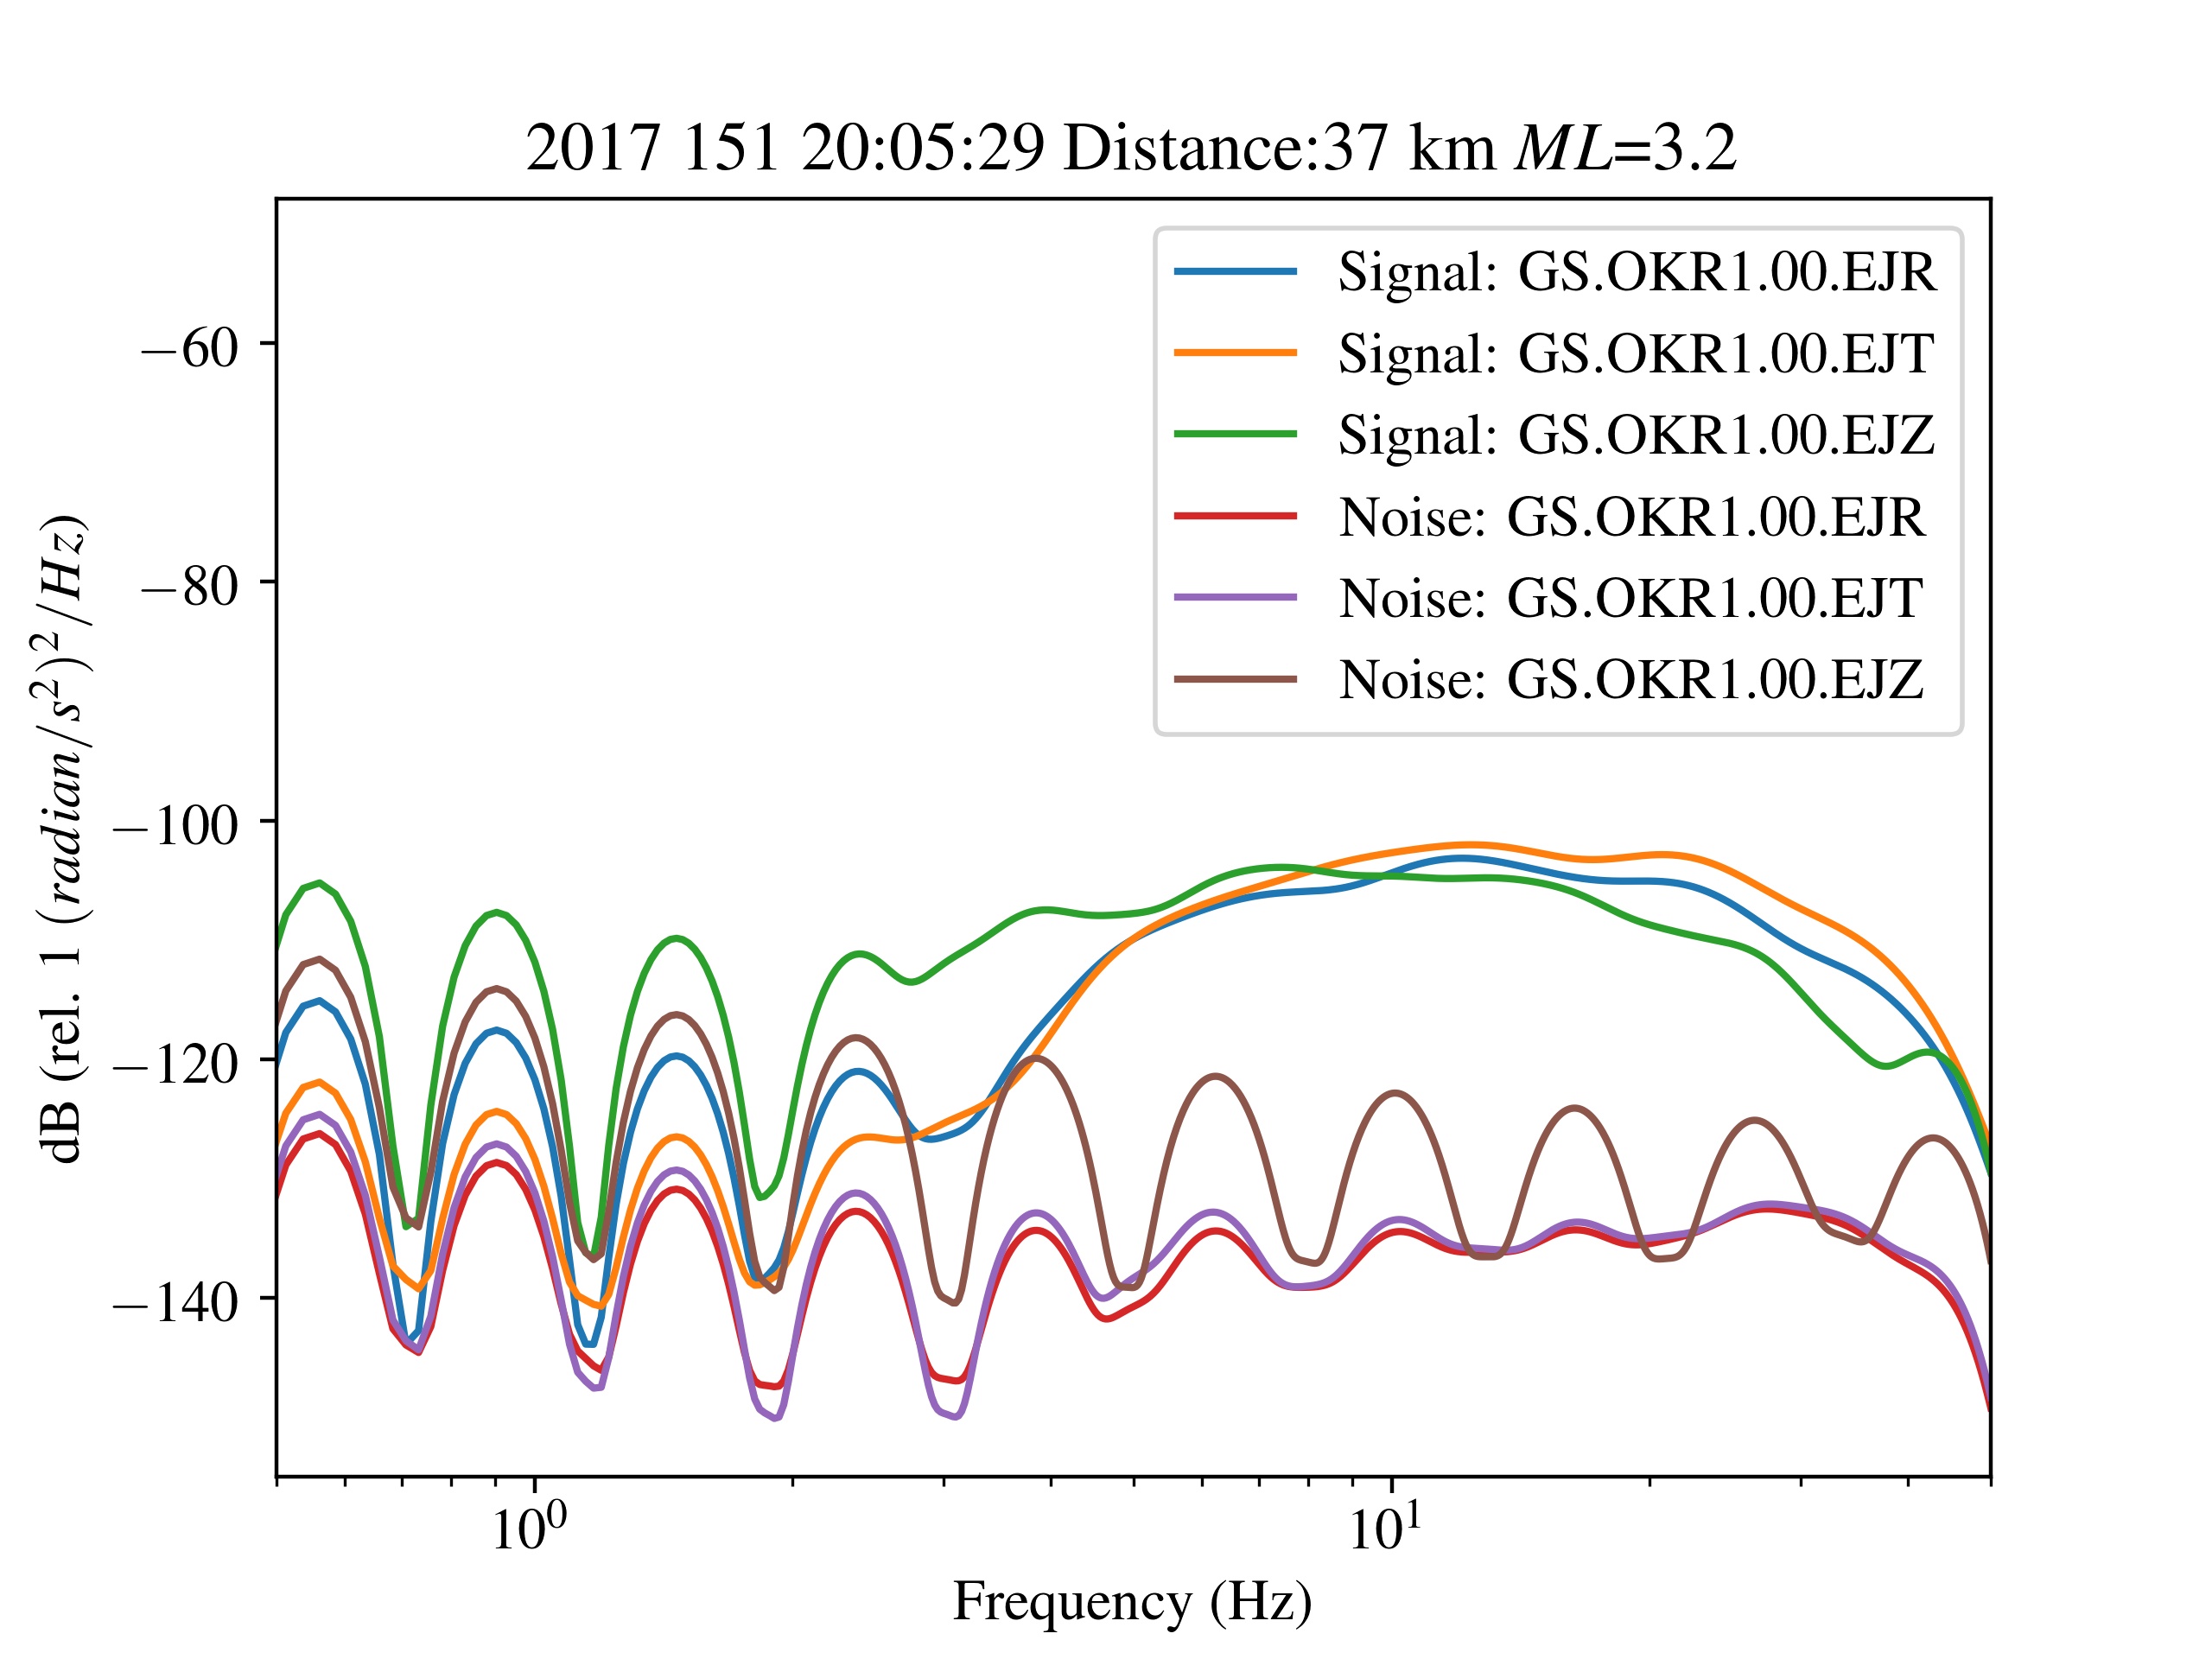 2017 151 20:05:29 Distance:37 km ML=3.2
Signal: GS.OKR1.00.EJR
Signal: GS.OKR1.00.EJT
Signal: GS.OKR1.00.EJZ
Noise: GS.OKR1.00.EJR
Noise: GS.OKR1.00.EJT
Noise: GS.OKR1.00.EJZ
dB (rel. 1 (radian/s²)²/Hz)
−60
−80
−100
−120
−140
10⁰
10¹
Frequency (Hz)